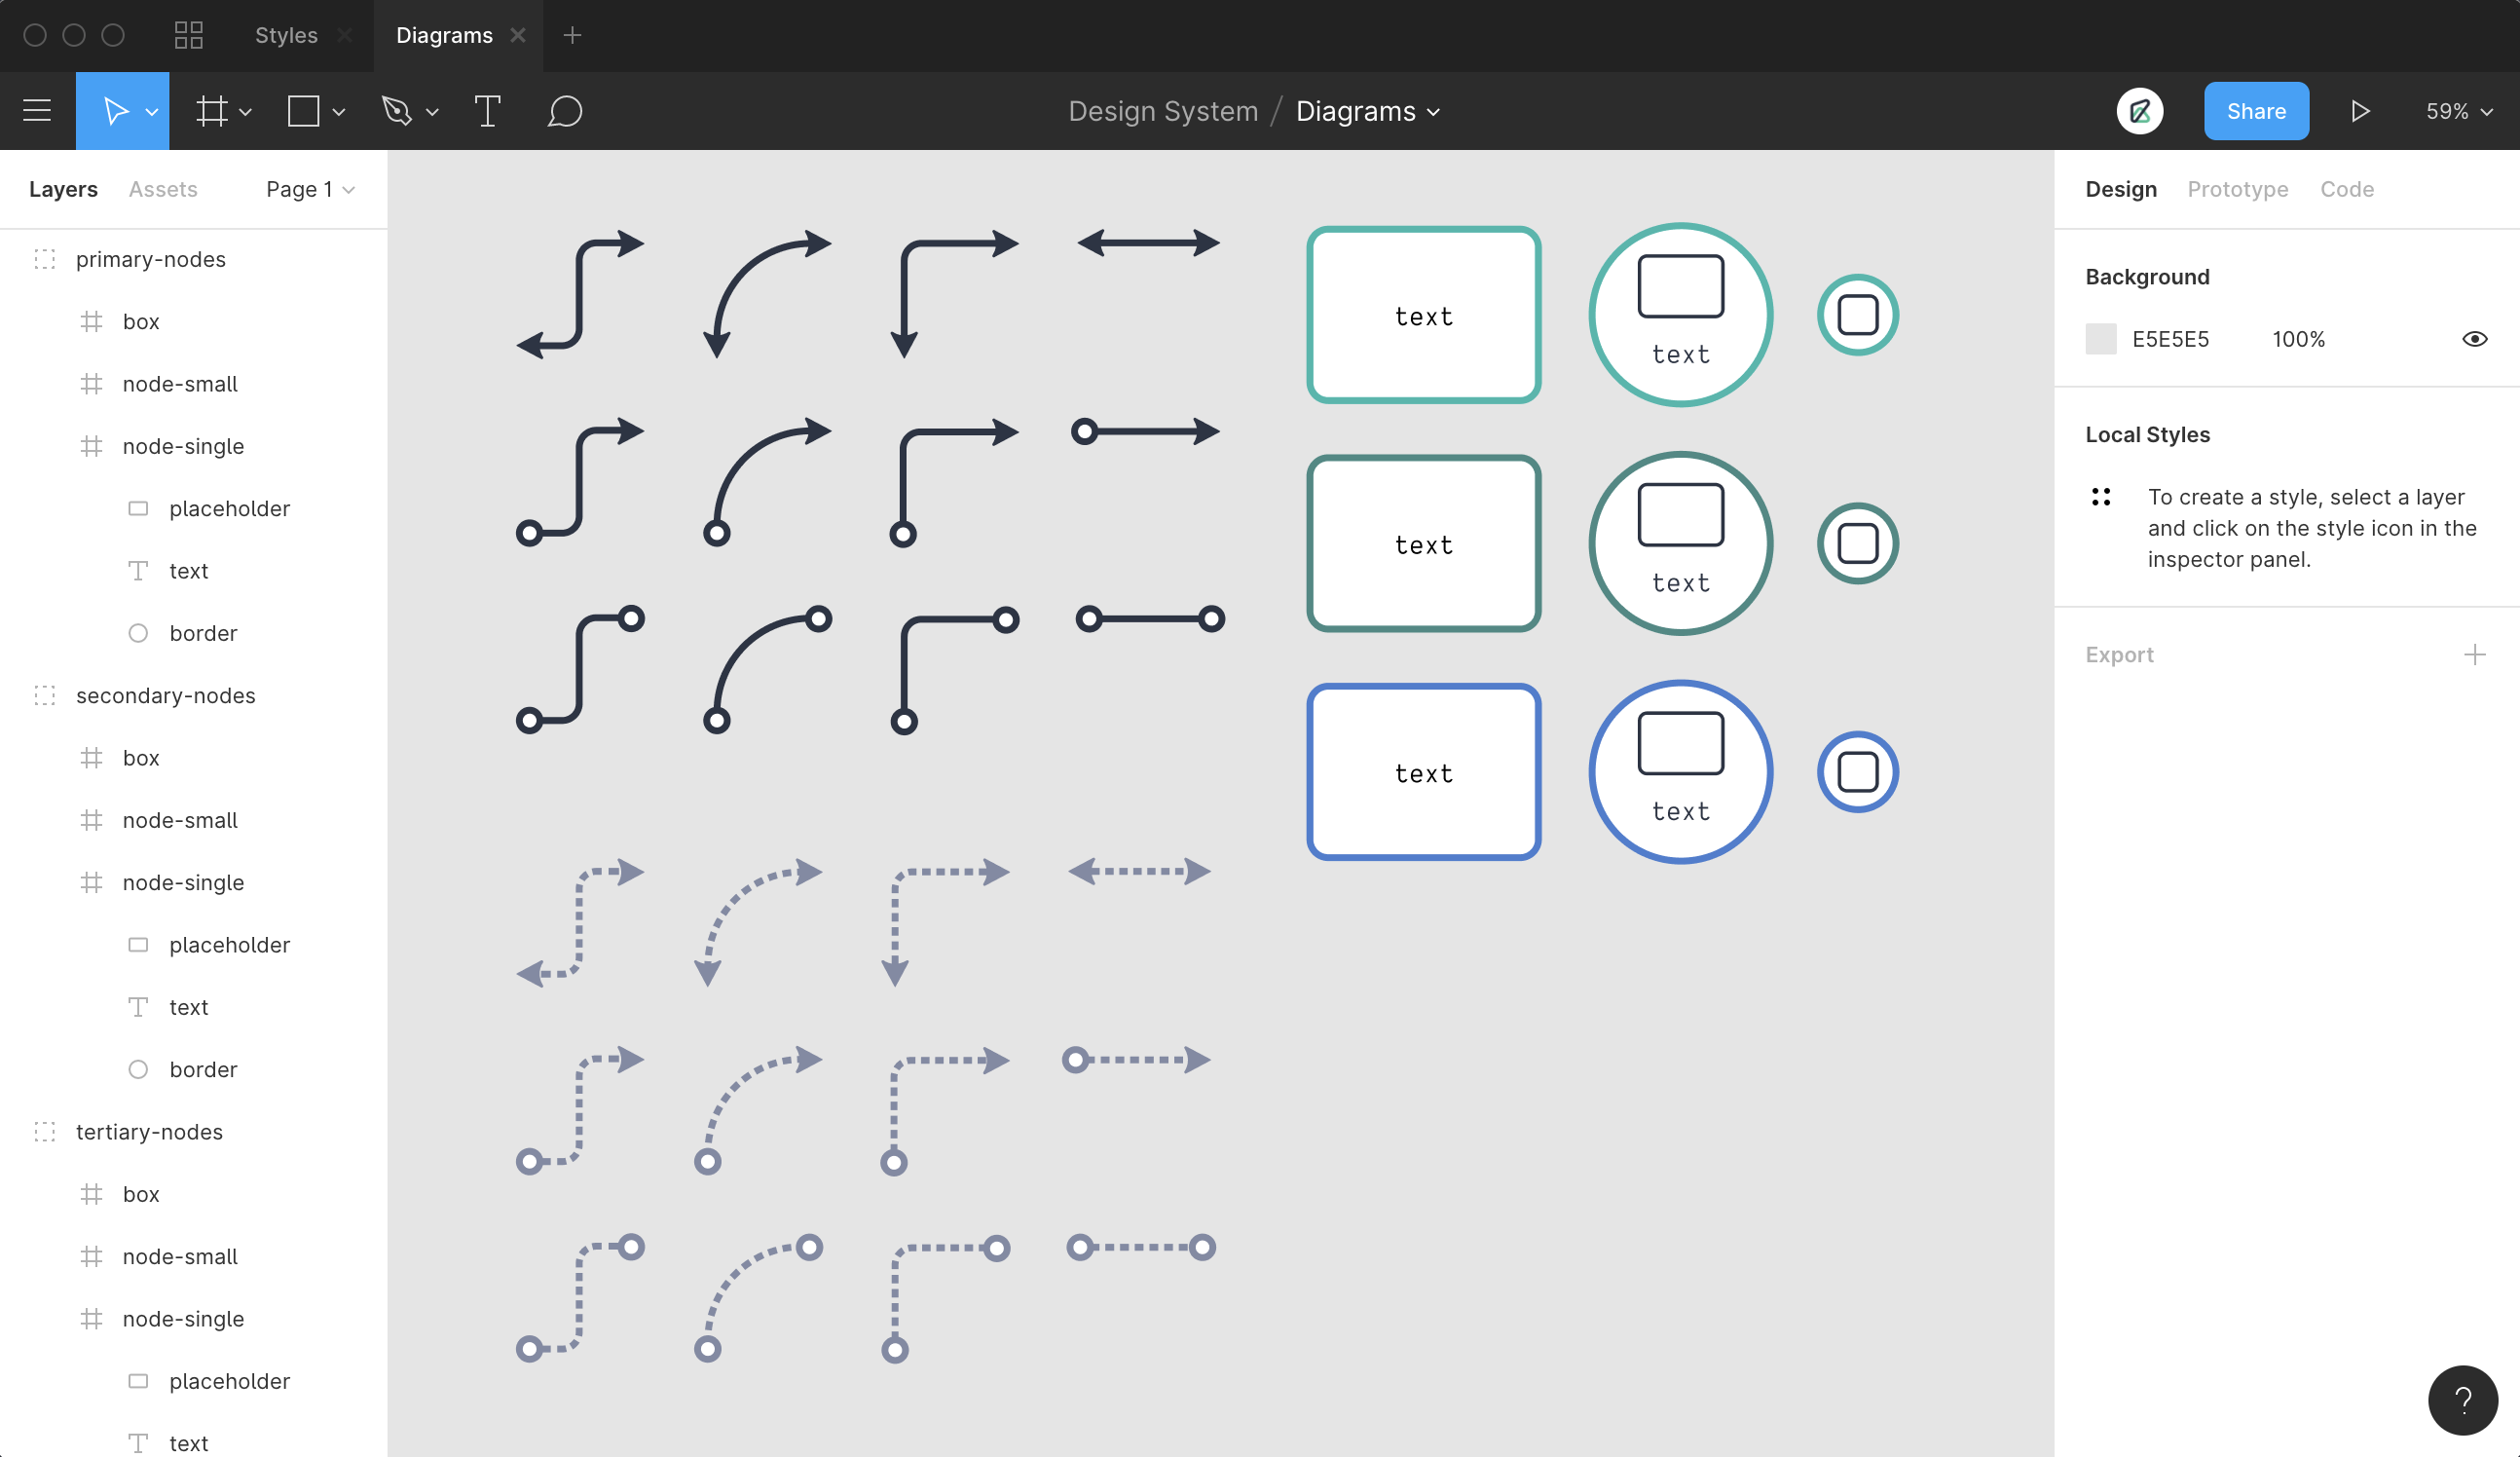 Styles
Diagrams
Design System / Diagrams
Share
59%
Layers
Assets
Page 1
primary-nodes
box
node-small
node-single
placeholder
text
border
secondary-nodes
box
node-small
node-single
placeholder
text
border
tertiary-nodes
box
node-small
node-single
placeholder
text
text
text
text
text
text
text
Design
Prototype
Code
Background
E5E5E5
100%
Local Styles
To create a style, select a layer
and click on the style icon in the
inspector panel.
Export
?